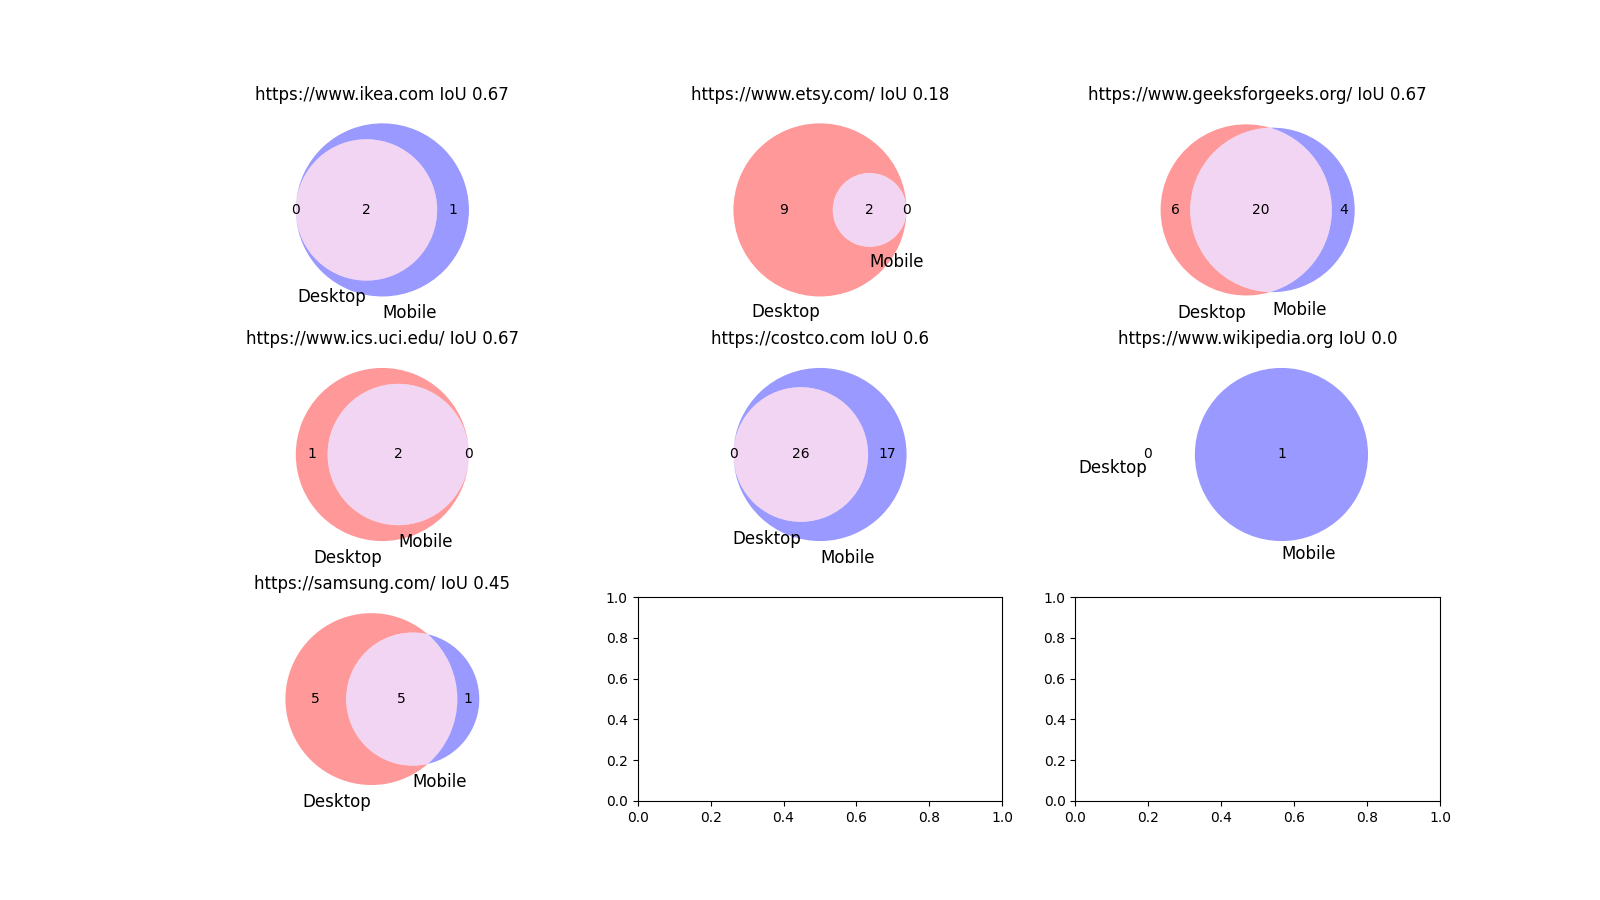 https://www.ikea.com IoU 0.67
0
2
1
Desktop
Mobile
https://www.etsy.com/ IoU 0.18
9
2
0
Mobile
Desktop
https://www.geeksforgeeks.org/ IoU 0.67
6
20
4
Desktop
Mobile
https://www.ics.uci.edu/ IoU 0.67
1
2
0
Mobile
Desktop
https://costco.com IoU 0.6
0
26
17
Desktop
Mobile
https://www.wikipedia.org IoU 0.0
0
1
Desktop
Mobile
https://samsung.com/ IoU 0.45
5
5
1
Mobile
Desktop
1.0
0.8
0.6
0.4
0.2
0.0
0.0 0.2 0.4 0.6 0.8 1.0
1.0
0.8
0.6
0.4
0.2
0.0
0.0 0.2 0.4 0.6 0.8 1.0